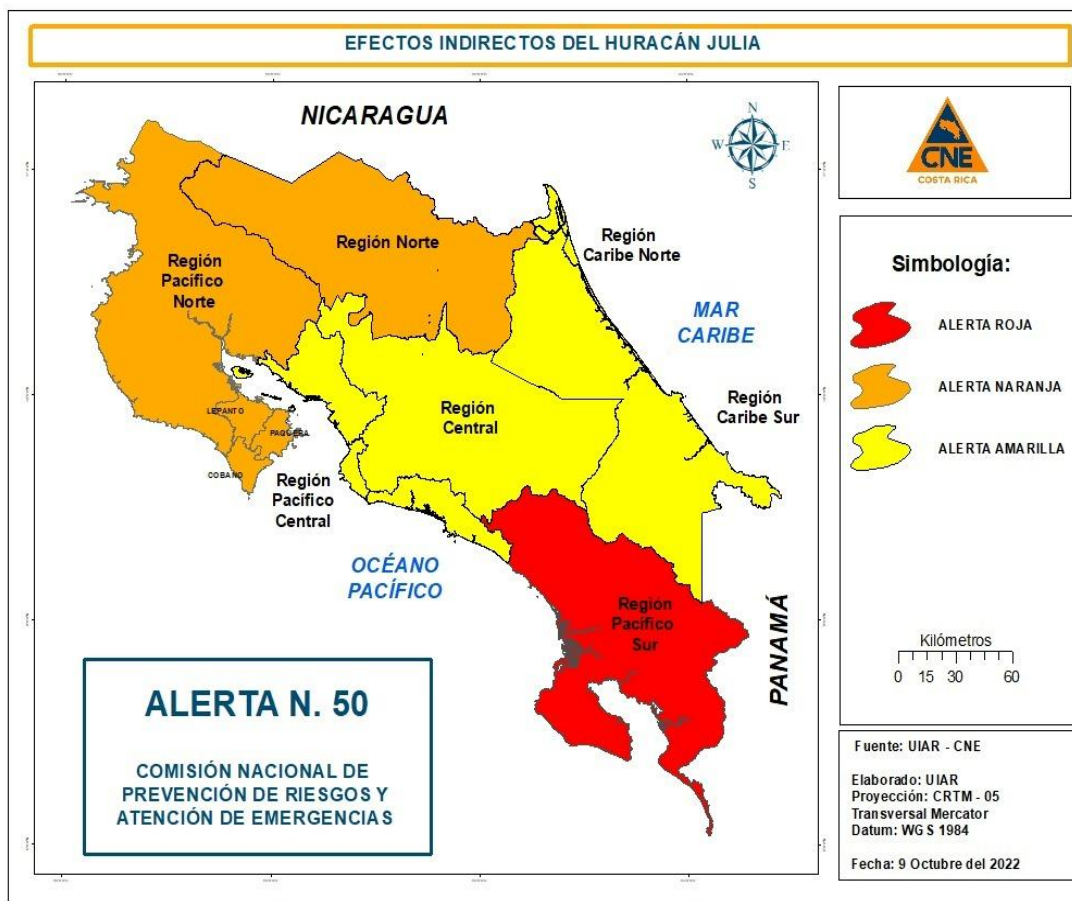 EFECTOS INDIRECTOS DEL HURACÁN JULIA
NICARAGUA
N
W
E
S
Región Norte
Región
Caribe Norte
Región
Pacífico
Norte
MAR
CARIBE
LEPANTO
PAQUERA
COBANO
Región
Central
Región
Caribe Sur
Región
Pacífico
Central
OCÉANO
PACÍFICO
Región
Pacífico
Sur
PANAMÁ
ALERTA N. 50
COMISIÓN NACIONAL DE
PREVENCIÓN DE RIESGOS Y
ATENCIÓN DE EMERGENCIAS
CNE
COSTA RICA
Simbología:
ALERTA ROJA
ALERTA NARANJA
ALERTA AMARILLA
Kilómetros
0 15 30 60
Fuente: UIAR - CNE
Elaborado: UIAR
Proyección: CRTM - 05
Transversal Mercator
Datum: WGS 1984
Fecha: 9 Octubre del 2022